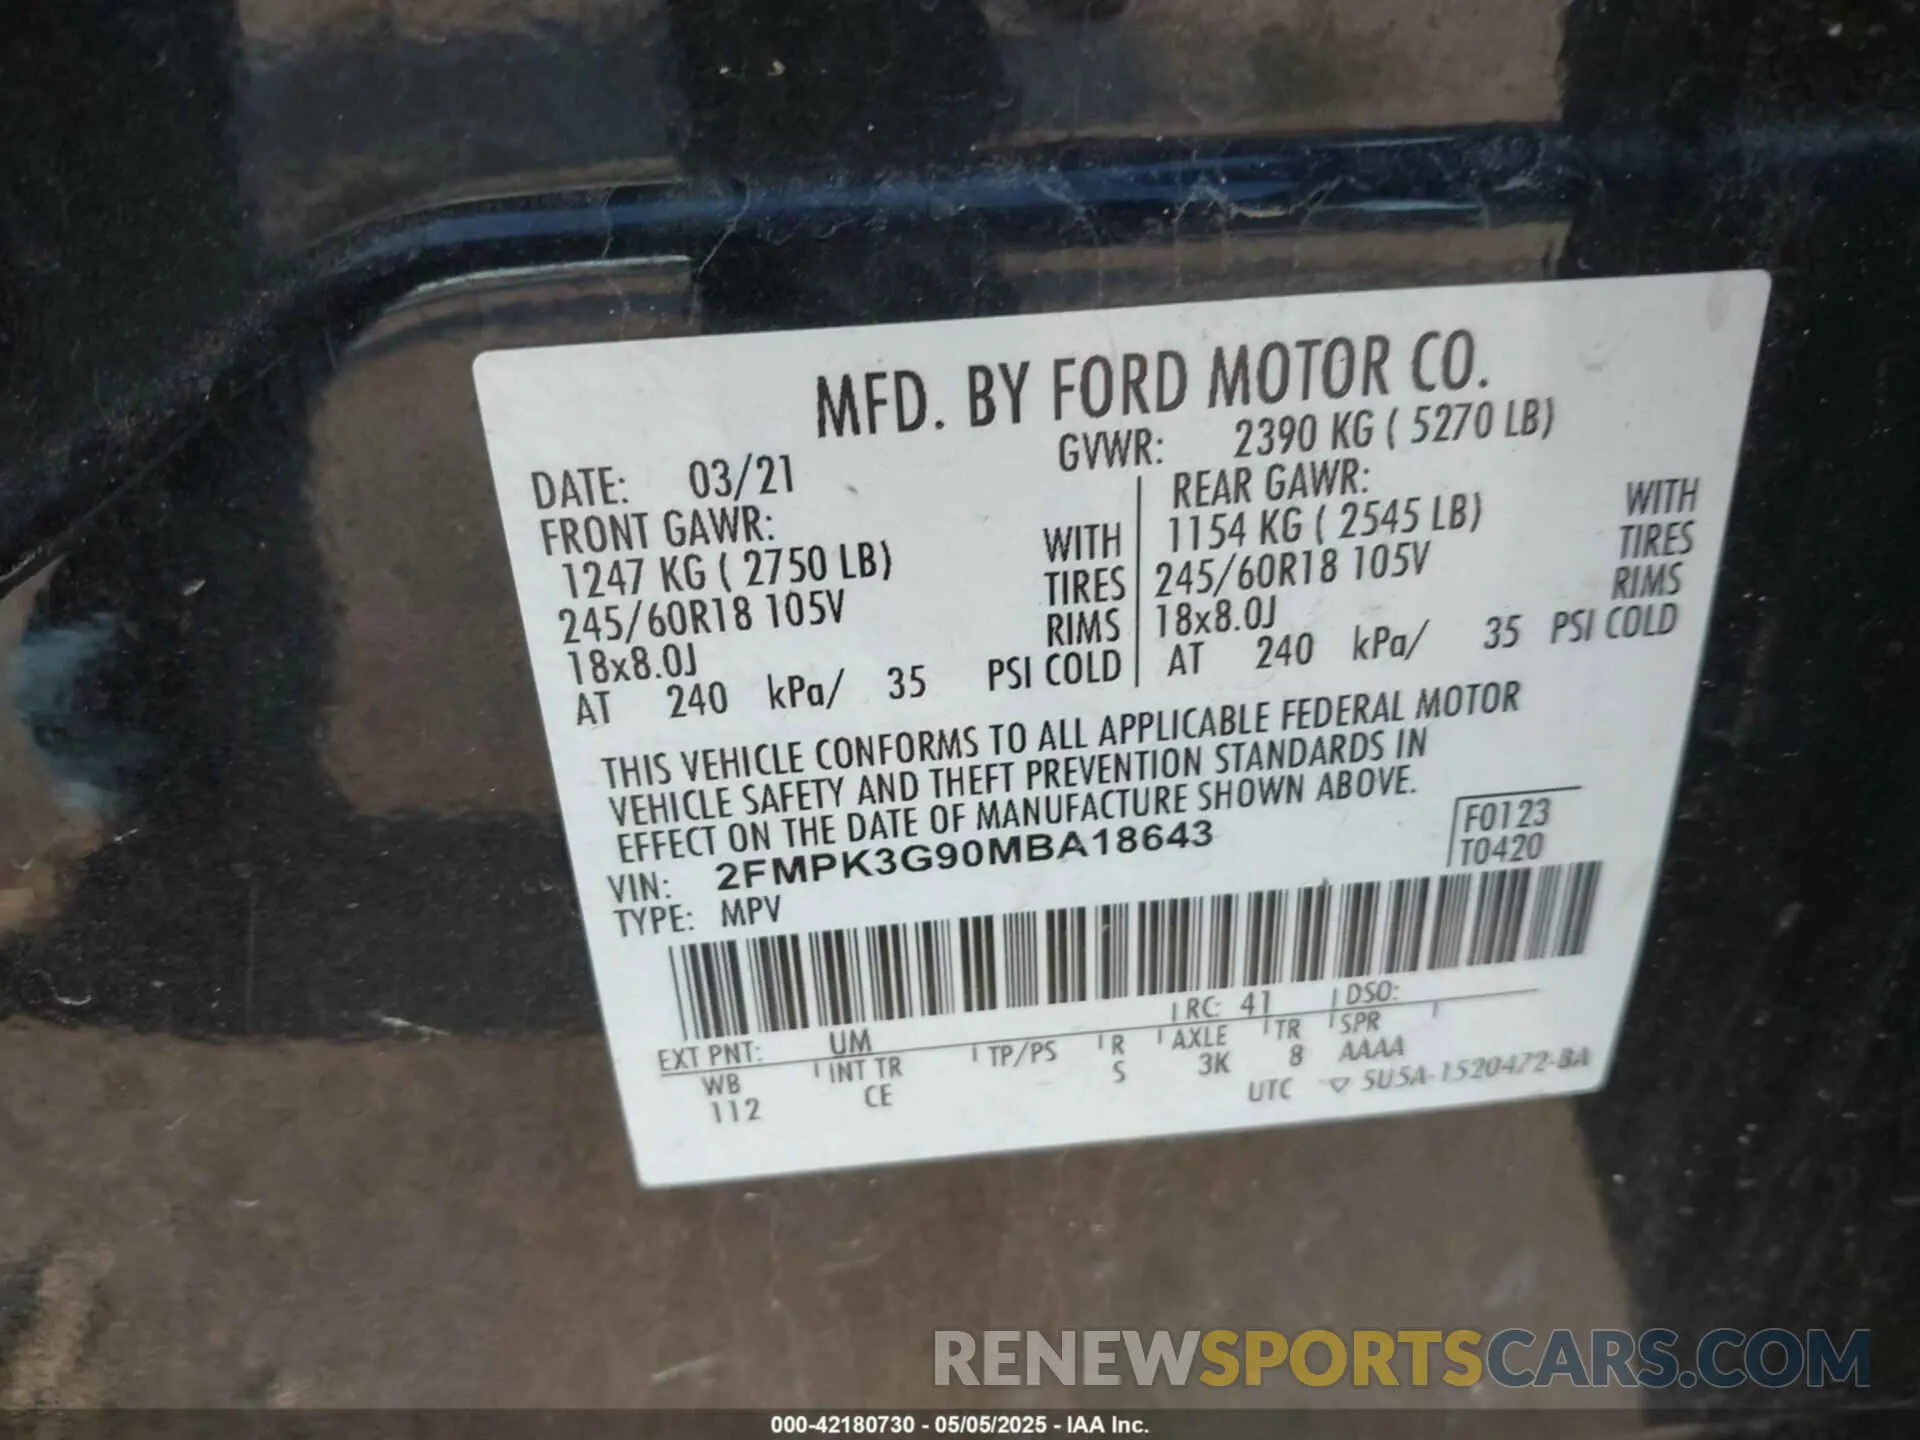 MFD. BY FORD MOTOR CO.
DATE: 03/21 GVWR: 2390 KG ( 5270 LB)
FRONT GAWR:
1247 KG ( 2750 LB) WITH
245/60R18 105V TIRES
18x8.0J RIMS
AT 240 kPa/ 35 PSI COLD
REAR GAWR:
1154 KG ( 2545 LB) WITH
245/60R18 105V TIRES
18x8.0J RIMS
AT 240 kPa/ 35 PSI COLD
THIS VEHICLE CONFORMS TO ALL APPLICABLE FEDERAL MOTOR
VEHICLE SAFETY AND THEFT PREVENTION STANDARDS IN
EFFECT ON THE DATE OF MANUFACTURE SHOWN ABOVE.
VIN: 2FMPK3G90MBA18643
TYPE: MPV
F0123
T0420
EXT PNT: UM RC: 41 DSO:
WB INT TR TP/PS R AXLE TR SPR
112 CE S 3K 8 AAAA
UTC ▽ 5U5A-1520472-BA
RENEWSPORTSCARS.COM
000-42180730 - 05/05/2025 - IAA Inc.